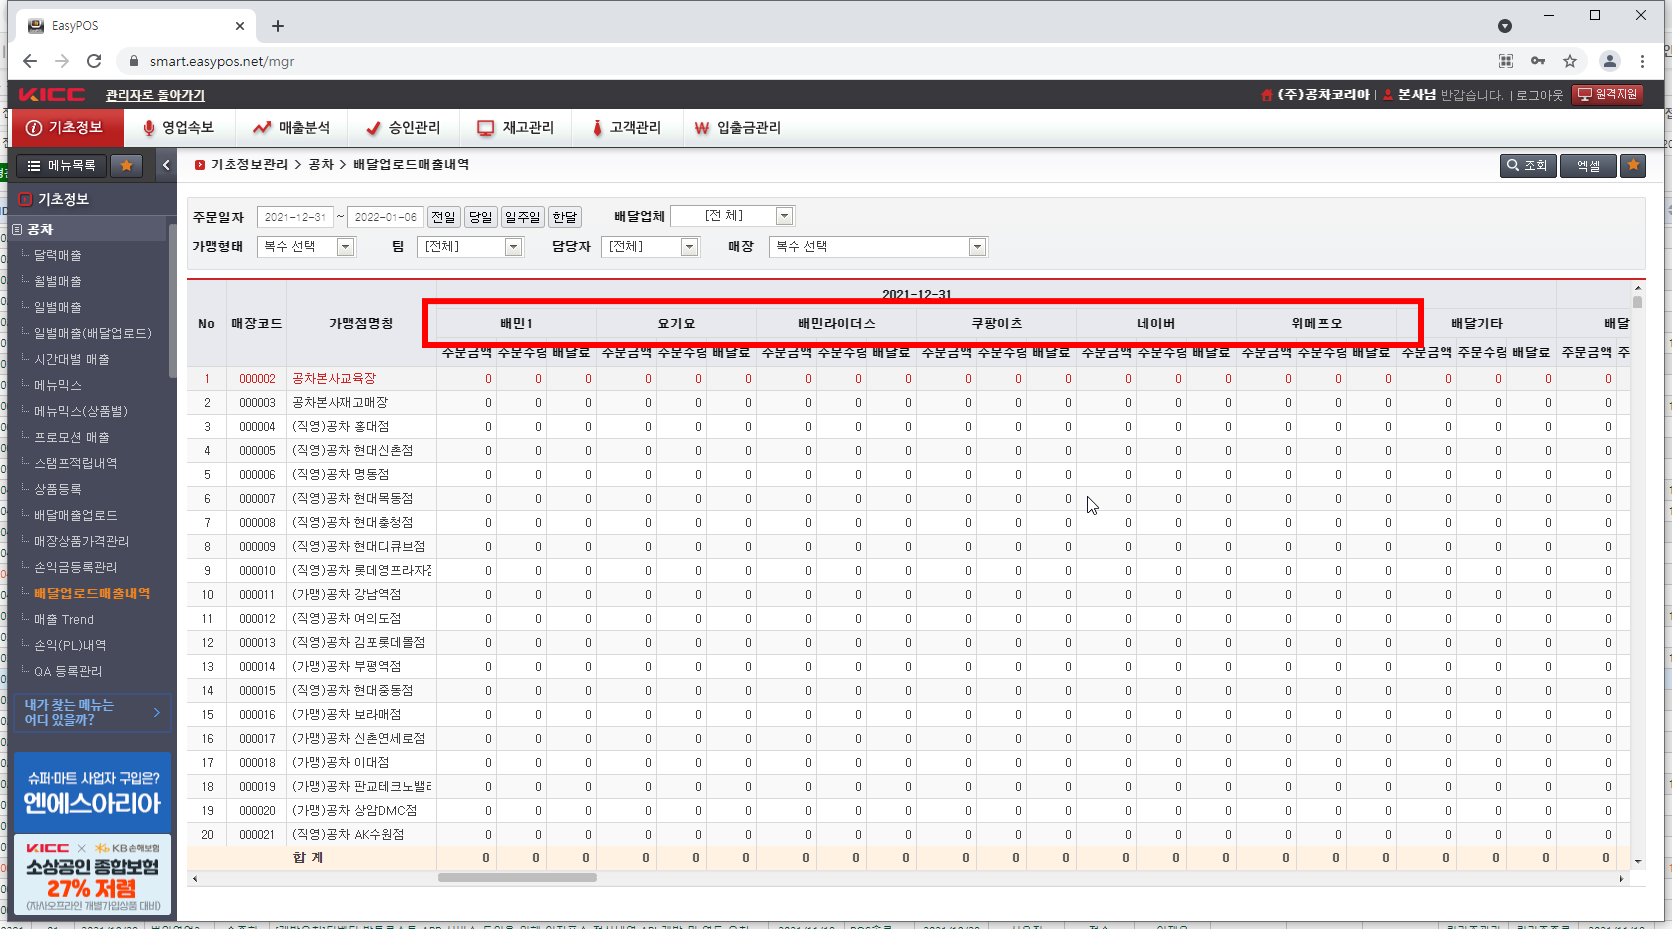 EasyPOS
smart.easypos.net/mgr
KICC 관리자로 돌아가기
(주)공차코리아 | 본사님 반갑습니다. | 로그아웃 원격지원
기초정보 영업속보 매출분석 승인관리 재고관리 고객관리 입출금관리
메뉴목록
기초정보관리 > 공차 > 배달업로드매출내역
조회 엑셀
기초정보
공차
달력매출
월별매출
일별매출
일별매출(배달업로드)
시간대별 매출
메뉴믹스
메뉴믹스(상품별)
프로모션 매출
스탬프적립내역
상품등록
배달매출업로드
매장상품가격관리
손익금등록관리
배달업로드매출내역
매출 Trend
손익(PL)내역
QA 등록관리
내가 찾는 메뉴는
어디 있을까?
슈퍼·마트 사업자 구입은?
엔에스아리아
KICC × KB손해보험
소상공인 종합보험
27% 저렴
(자사오프라인 개별가입상품 대비)
주문일자 2021-12-31 ~ 2022-01-06 전일 당일 일주일 한달 배달업체 [전 체]
가맹형태 복수 선택 팀 [전체] 담당자 [전체] 매장 복수 선택
2021-12-31
No 매장코드 가맹점명칭 배민1 요기요 배민라이더스 쿠팡이츠 네이버 위메프오 배달기타 배달
주문금액 주문수량 배달료 주문금액 주문수량 배달료 주문금액 주문수량 배달료 주문금액 주문수량 배달료 주문금액 주문수량 배달료 주문금액 주문수량 배달료 주문금액 주문수량 배달료 주문금액 주
1 000002 공차본사교육장 0 0 0 0 0 0 0 0 0 0 0 0 0 0 0 0 0 0 0 0 0 0
2 000003 공차본사재고매장 0 0 0 0 0 0 0 0 0 0 0 0 0 0 0 0 0 0 0 0 0 0
3 000004 (직영)공차 홍대점 0 0 0 0 0 0 0 0 0 0 0 0 0 0 0 0 0 0 0 0 0 0
4 000005 (직영)공차 현대신촌점 0 0 0 0 0 0 0 0 0 0 0 0 0 0 0 0 0 0 0 0 0 0
5 000006 (직영)공차 명동점 0 0 0 0 0 0 0 0 0 0 0 0 0 0 0 0 0 0 0 0 0 0
6 000007 (직영)공차 현대목동점 0 0 0 0 0 0 0 0 0 0 0 0 0 0 0 0 0 0 0 0 0 0
7 000008 (직영)공차 현대충청점 0 0 0 0 0 0 0 0 0 0 0 0 0 0 0 0 0 0 0 0 0 0
8 000009 (직영)공차 현대디큐브점 0 0 0 0 0 0 0 0 0 0 0 0 0 0 0 0 0 0 0 0 0 0
9 000010 (직영)공차 롯데영프라자점 0 0 0 0 0 0 0 0 0 0 0 0 0 0 0 0 0 0 0 0 0 0
10 000011 (가맹)공차 강남역점 0 0 0 0 0 0 0 0 0 0 0 0 0 0 0 0 0 0 0 0 0 0
11 000012 (직영)공차 여의도점 0 0 0 0 0 0 0 0 0 0 0 0 0 0 0 0 0 0 0 0 0 0
12 000013 (직영)공차 김포롯데몰점 0 0 0 0 0 0 0 0 0 0 0 0 0 0 0 0 0 0 0 0 0 0
13 000014 (가맹)공차 부평역점 0 0 0 0 0 0 0 0 0 0 0 0 0 0 0 0 0 0 0 0 0 0
14 000015 (직영)공차 현대중동점 0 0 0 0 0 0 0 0 0 0 0 0 0 0 0 0 0 0 0 0 0 0
15 000016 (가맹)공차 보라매점 0 0 0 0 0 0 0 0 0 0 0 0 0 0 0 0 0 0 0 0 0 0
16 000017 (가맹)공차 신촌연세로점 0 0 0 0 0 0 0 0 0 0 0 0 0 0 0 0 0 0 0 0 0 0
17 000018 (가맹)공차 이대점 0 0 0 0 0 0 0 0 0 0 0 0 0 0 0 0 0 0 0 0 0 0
18 000019 (가맹)공차 판교테크노밸리 0 0 0 0 0 0 0 0 0 0 0 0 0 0 0 0 0 0 0 0 0 0
19 000020 (가맹)공차 상암DMC점 0 0 0 0 0 0 0 0 0 0 0 0 0 0 0 0 0 0 0 0 0 0
20 000021 (직영)공차 AK수원점 0 0 0 0 0 0 0 0 0 0 0 0 0 0 0 0 0 0 0 0 0 0
합 계 0 0 0 0 0 0 0 0 0 0 0 0 0 0 0 0 0 0 0 0 0 0